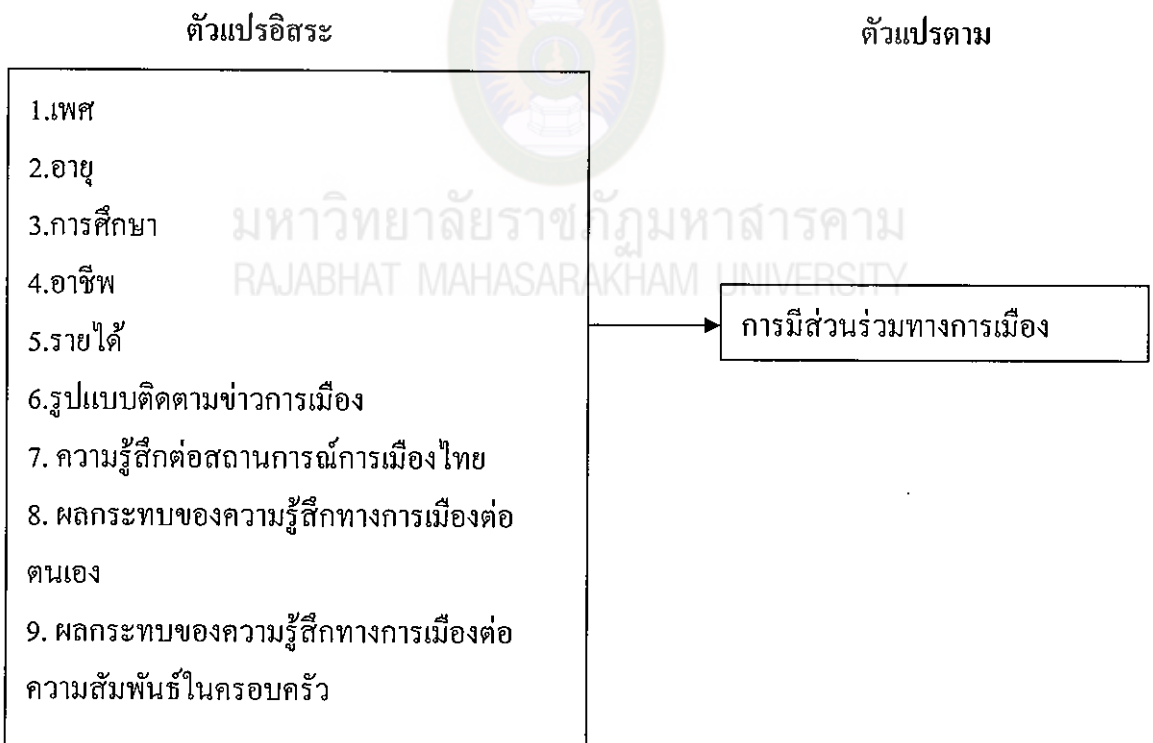 ตัวแปรอิสระ
ตัวแปรตาม
1.เพศ
2.อายุ
3.การศึกษา
4.อาชีพ
5.รายได้
6.รูปแบบติดตามข่าวการเมือง
7. ความรู้สึกต่อสถานการณ์การเมืองไทย
8. ผลกระทบของความรู้สึกทางการเมืองต่อ
ตนเอง
9. ผลกระทบของความรู้สึกทางการเมืองต่อ
ความสัมพันธ์ในครอบครัว
การมีส่วนร่วมทางการเมือง
มหาวิทยาลัยราชภัฏมหาสารคาม
RAJABHAT MAHASARAKHAM UNIVERSITY